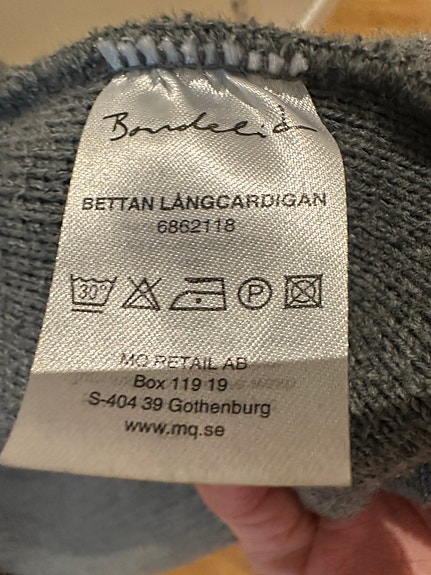 Bondelid
BETTAN LÅNGCARDIGAN
6862118
30°
P
MQ RETAIL AB
Box 119 19
S-404 39 Gothenburg
www.mq.se